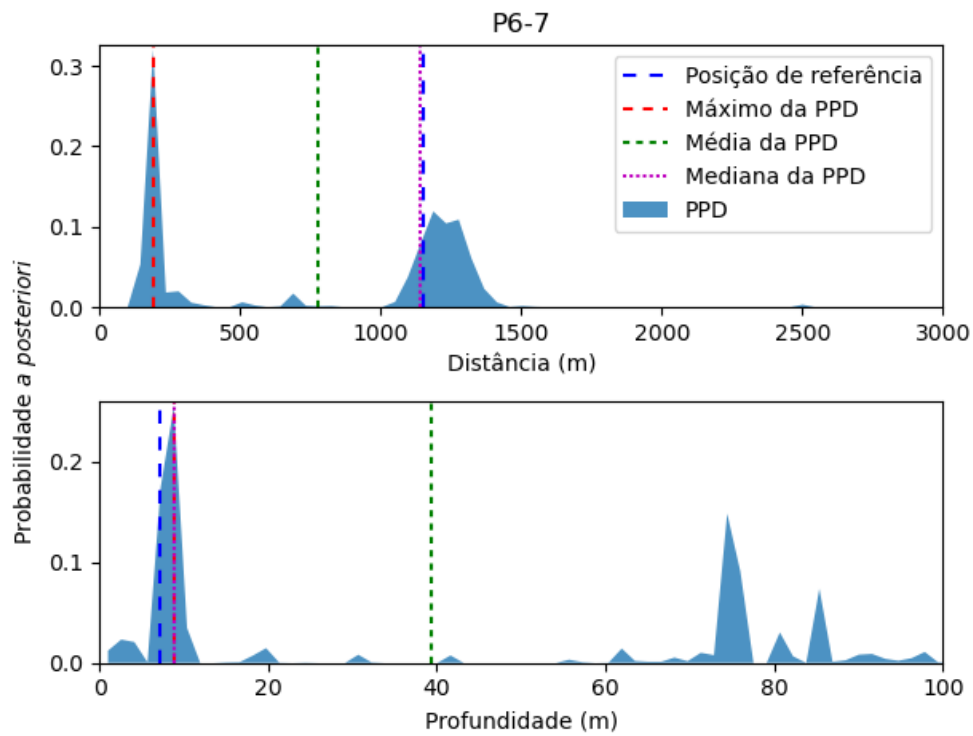 P6-7
Probabilidade a posteriori
0.3
0.2
0.1
0.0
Posição de referência
Máximo da PPD
Média da PPD
Mediana da PPD
PPD
0 500 1000 1500 2000 2500 3000
Distância (m)
0.2
0.1
0.0
0 20 40 60 80 100
Profundidade (m)